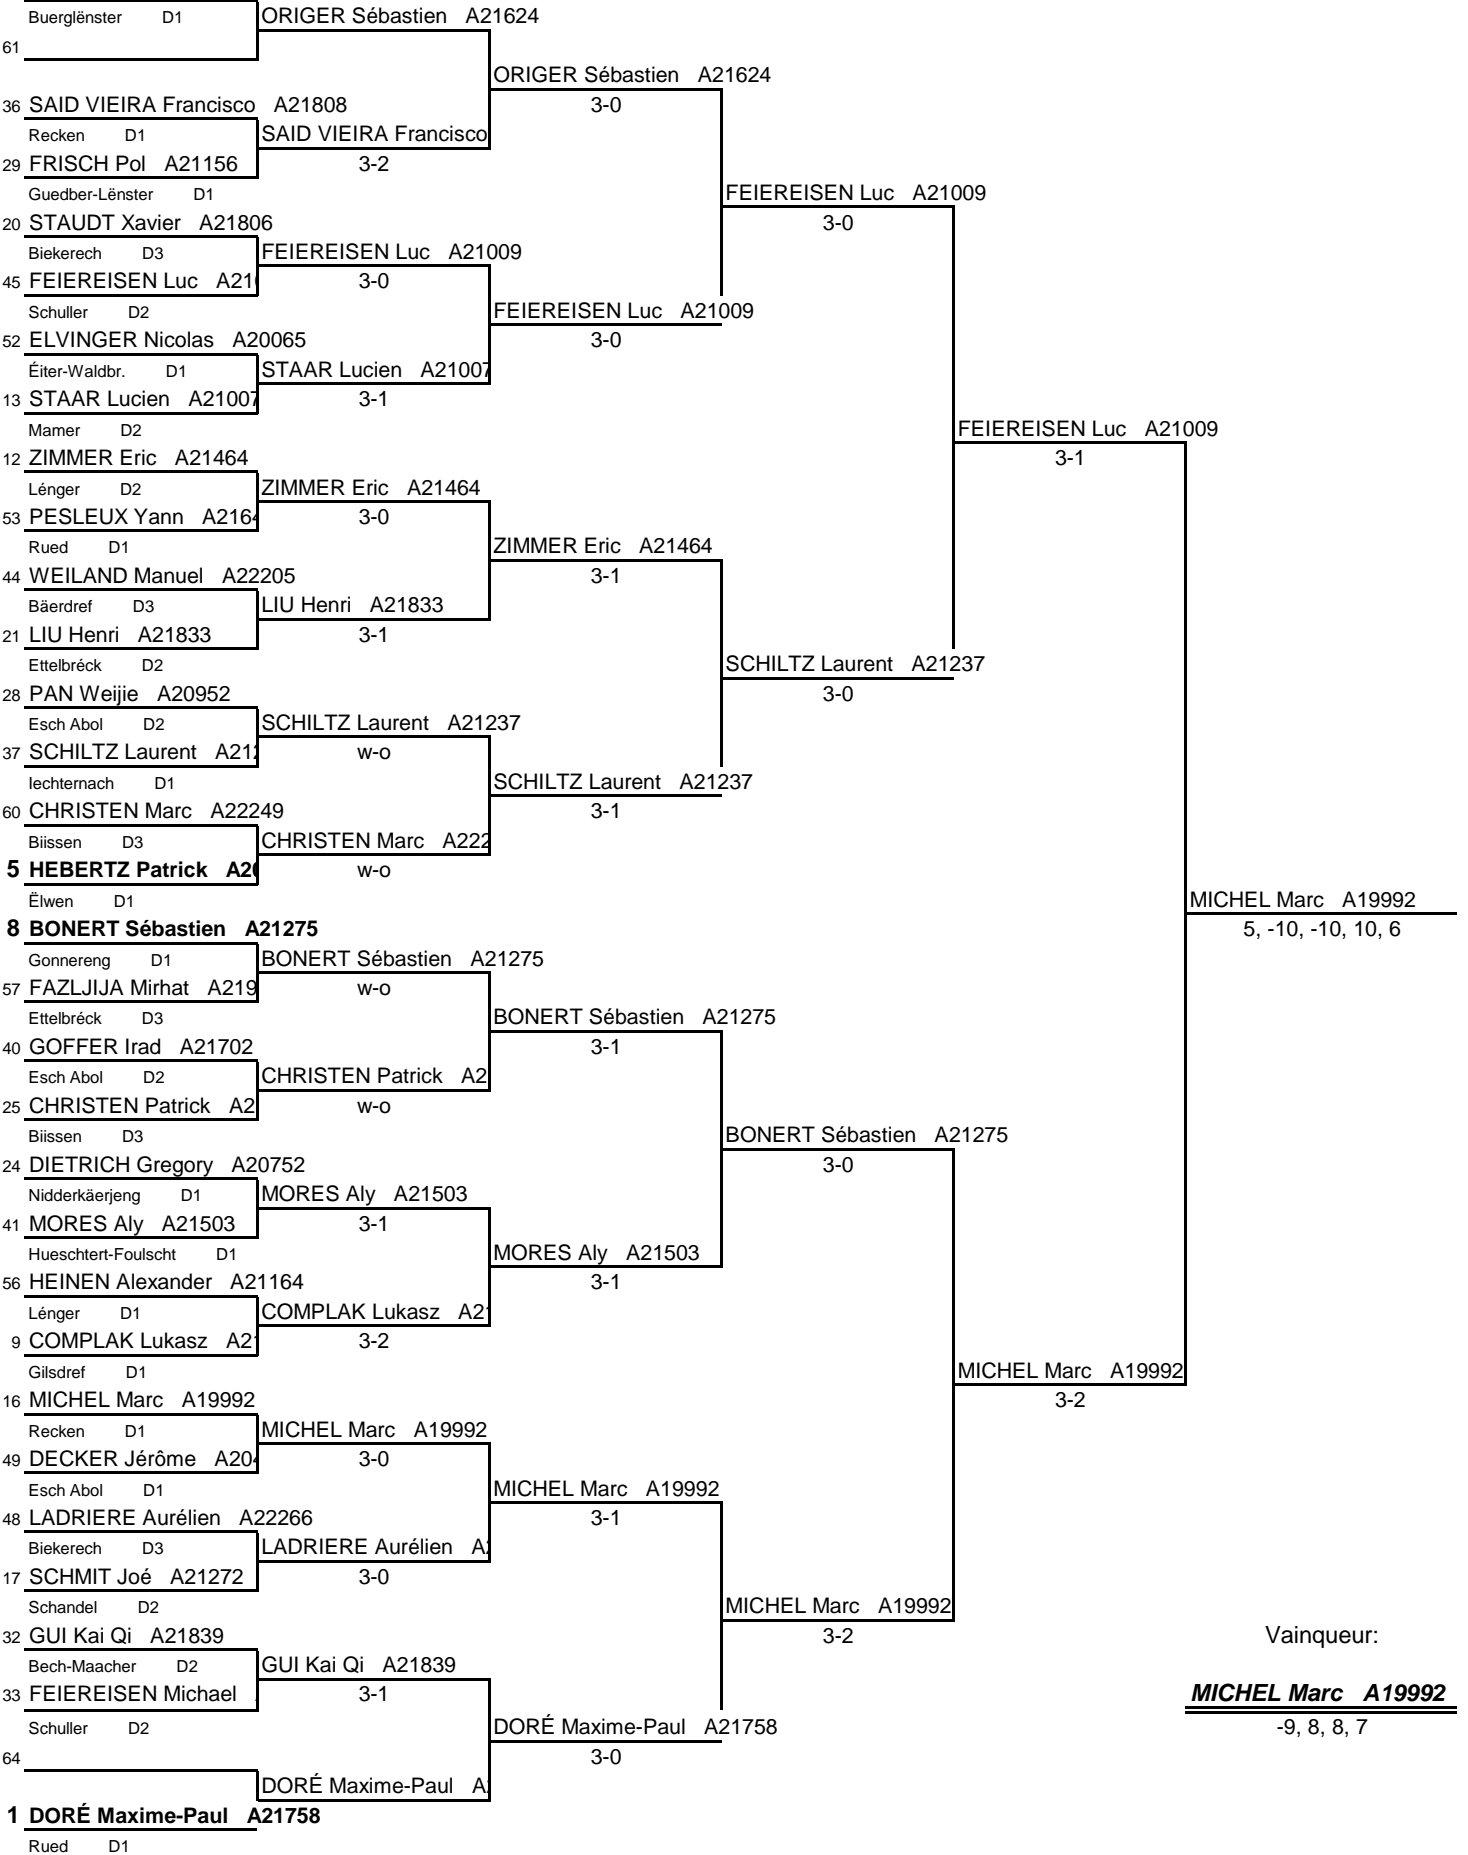 Buerglënster D1 ORIGER Sébastien A21624
61
ORIGER Sébastien A21624
36 SAID VIEIRA Francisco A21808 3-0
Recken D1 SAID VIEIRA Francisco
29 FRISCH Pol A21156 3-2
Guedber-Lënster D1 FEIEREISEN Luc A21009
20 STAUDT Xavier A21806 3-0
Biekerech D3 FEIEREISEN Luc A21009
45 FEIEREISEN Luc A21 3-0
Schuller D2 FEIEREISEN Luc A21009
52 ELVINGER Nicolas A20065 3-0
Éiter-Waldbr. D1 STAAR Lucien A21007
13 STAAR Lucien A21007 3-1
Mamer D2 FEIEREISEN Luc A21009
12 ZIMMER Eric A21464 3-1
Lénger D2 ZIMMER Eric A21464
53 PESLEUX Yann A2164 3-0
Rued D1 ZIMMER Eric A21464
44 WEILAND Manuel A22205 3-1
Bäerdref D3 LIU Henri A21833
21 LIU Henri A21833 3-1
Ettelbréck D2 SCHILTZ Laurent A21237
28 PAN Weijie A20952 3-0
Esch Abol D2 SCHILTZ Laurent A21237
37 SCHILTZ Laurent A212 w-o
Iechternach D1 SCHILTZ Laurent A21237
60 CHRISTEN Marc A22249 3-1
Biissen D3 CHRISTEN Marc A222
5 HEBERTZ Patrick A20 w-o
Ëlwen D1 MICHEL Marc A19992
8 BONERT Sébastien A21275 5, -10, -10, 10, 6
Gonnereng D1 BONERT Sébastien A21275
57 FAZLJIJA Mirhat A219 w-o
Ettelbréck D3 BONERT Sébastien A21275
40 GOFFER Irad A21702 3-1
Esch Abol D2 CHRISTEN Patrick A2
25 CHRISTEN Patrick A2 w-o
Biissen D3 BONERT Sébastien A21275
24 DIETRICH Gregory A20752 3-0
Nidderkäerjeng D1 MORES Aly A21503
41 MORES Aly A21503 3-1
Hueschtert-Foulscht D1 MORES Aly A21503
56 HEINEN Alexander A21164 3-1
Lénger D1 COMPLAK Lukasz A21
9 COMPLAK Lukasz A21 3-2
Gilsdref D1 MICHEL Marc A19992
16 MICHEL Marc A19992 3-2
Recken D1 MICHEL Marc A19992
49 DECKER Jérôme A204 3-0
Esch Abol D1 MICHEL Marc A19992
48 LADRIERE Aurélien A22266 3-1
Biekerech D3 LADRIERE Aurélien A2
17 SCHMIT Joé A21272 3-0
Schandel D2 MICHEL Marc A19992
32 GUI Kai Qi A21839 3-2 Vainqueur:
Bech-Maacher D2 GUI Kai Qi A21839
33 FEIEREISEN Michael 3-1 MICHEL Marc A19992
Schuller D2 DORÉ Maxime-Paul A21758 -9, 8, 8, 7
64 3-0
DORÉ Maxime-Paul A2
1 DORÉ Maxime-Paul A21758
Rued D1